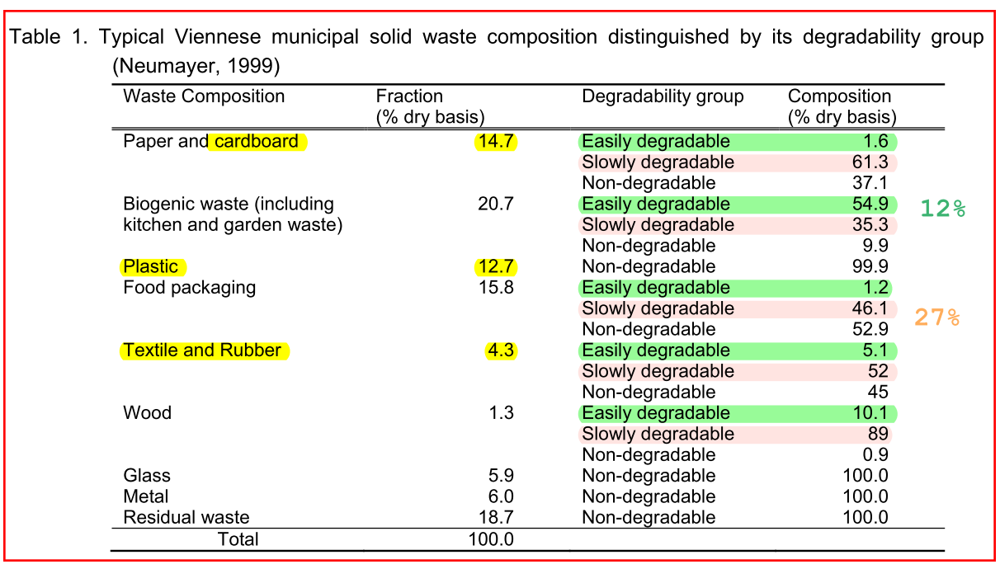 Table 1. Typical Viennese municipal solid waste composition distinguished by its degradability group
(Neumayer, 1999)
Waste Composition Fraction (% dry basis) Degradability group Composition (% dry basis)
Paper and cardboard 14.7 Easily degradable 1.6
Slowly degradable 61.3
Non-degradable 37.1
Biogenic waste (including 20.7 Easily degradable 54.9 12%
kitchen and garden waste) Slowly degradable 35.3
Non-degradable 9.9
Plastic 12.7 Non-degradable 99.9
Food packaging 15.8 Easily degradable 1.2
Slowly degradable 46.1 27%
Non-degradable 52.9
Textile and Rubber 4.3 Easily degradable 5.1
Slowly degradable 52
Non-degradable 45
Wood 1.3 Easily degradable 10.1
Slowly degradable 89
Non-degradable 0.9
Glass 5.9 Non-degradable 100.0
Metal 6.0 Non-degradable 100.0
Residual waste 18.7 Non-degradable 100.0
Total 100.0